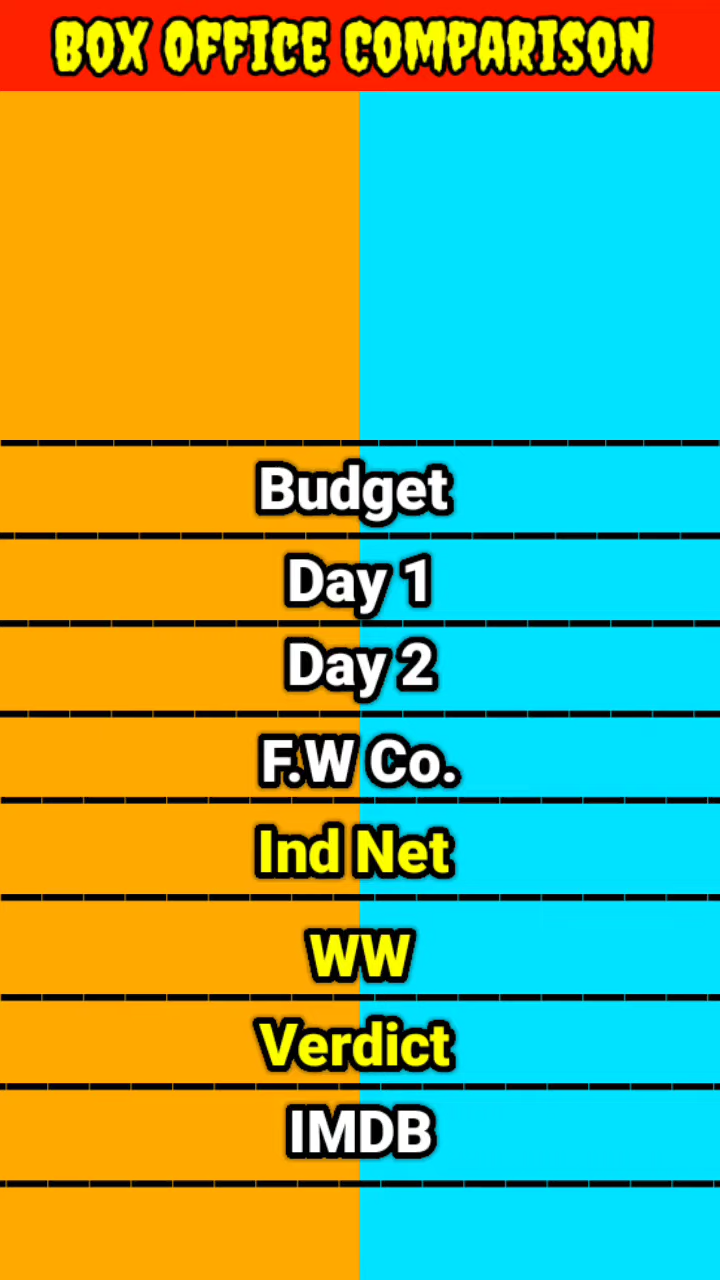 BOX OFFICE COMPARISON
Budget
Day 1
Day 2
F.W Co.
Ind Net
WW
Verdict
IMDB